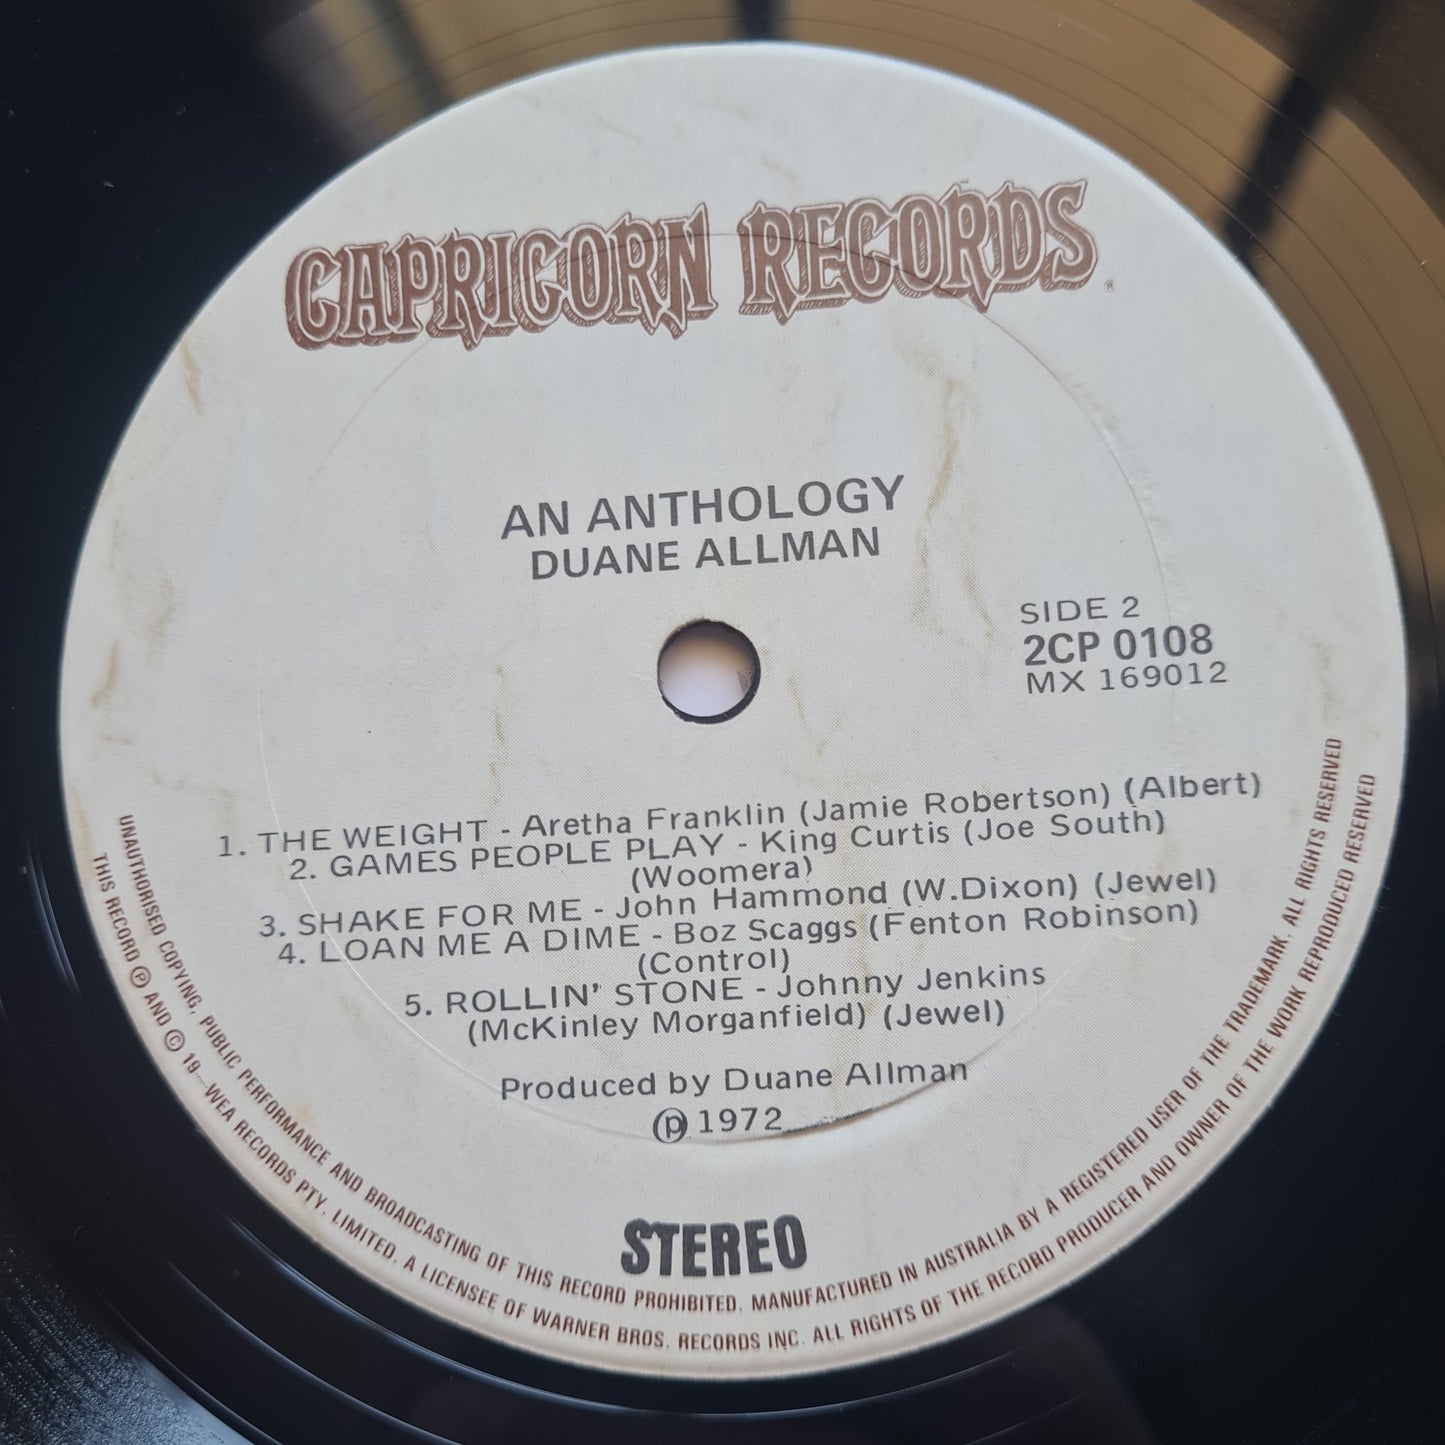 CAPRICORN RECORDS
AN ANTHOLOGY
DUANE ALLMAN
SIDE 2
2CP 0108
MX 169012
1. THE WEIGHT - Aretha Franklin (Jamie Robertson) (Albert)
2. GAMES PEOPLE PLAY - King Curtis (Joe South)
(Woomera)
3. SHAKE FOR ME - John Hammond (W.Dixon) (Jewel)
4. LOAN ME A DIME - Boz Scaggs (Fenton Robinson)
(Control)
5. ROLLIN' STONE - Johnny Jenkins
(McKinley Morganfield) (Jewel)
Produced by Duane Allman
℗ 1972
STEREO
UNAUTHORISED COPYING, PUBLIC PERFORMANCE AND BROADCASTING OF THIS RECORD PROHIBITED. MANUFACTURED IN AUSTRALIA BY A REGISTERED USER OF THE TRADEMARK. ALL RIGHTS RESERVED
THIS RECORD ℗ AND © 19— WEA RECORDS PTY. LIMITED. A LICENSEE OF WARNER BROS. RECORDS INC. ALL RIGHTS OF THE RECORD PRODUCER AND OWNER OF THE WORK REPRODUCED RESERVED